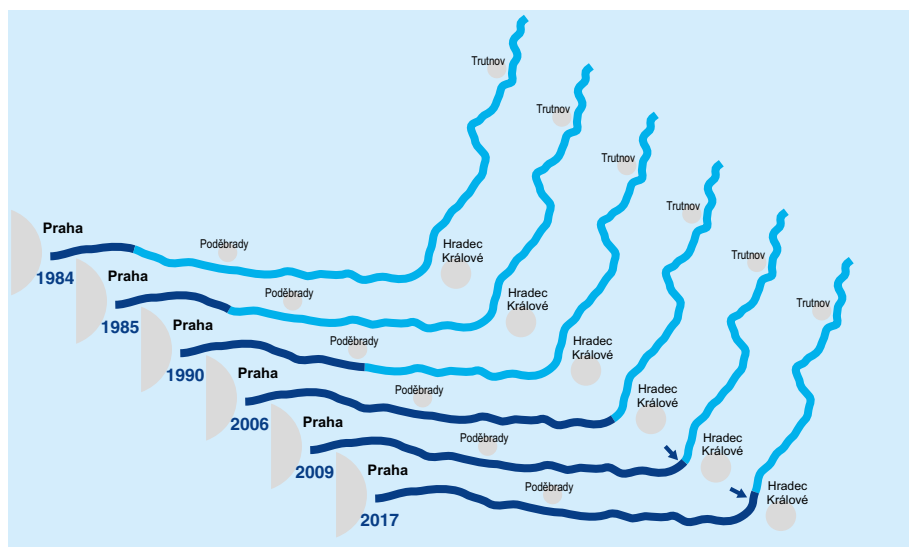 Trutnov
Praha
Poděbrady
Hradec
Králové
1984
Trutnov
Praha
Poděbrady
Hradec
Králové
1985
Trutnov
Praha
Poděbrady
Hradec
Králové
1990
Trutnov
Praha
Poděbrady
Hradec
Králové
2006
Trutnov
Praha
Poděbrady
Hradec
Králové
2009
Trutnov
Praha
Poděbrady
Hradec
Králové
2017